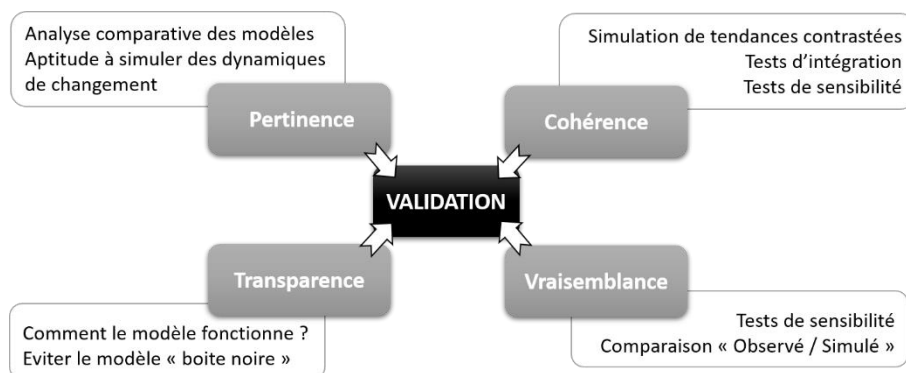 Analyse comparative des modèles
Aptitude à simuler des dynamiques
de changement
Pertinence
Simulation de tendances contrastées
Tests d'intégration
Tests de sensibilité
Cohérence
VALIDATION
Transparence
Comment le modèle fonctionne ?
Eviter le modèle « boite noire »
Vraisemblance
Tests de sensibilité
Comparaison « Observé / Simulé »